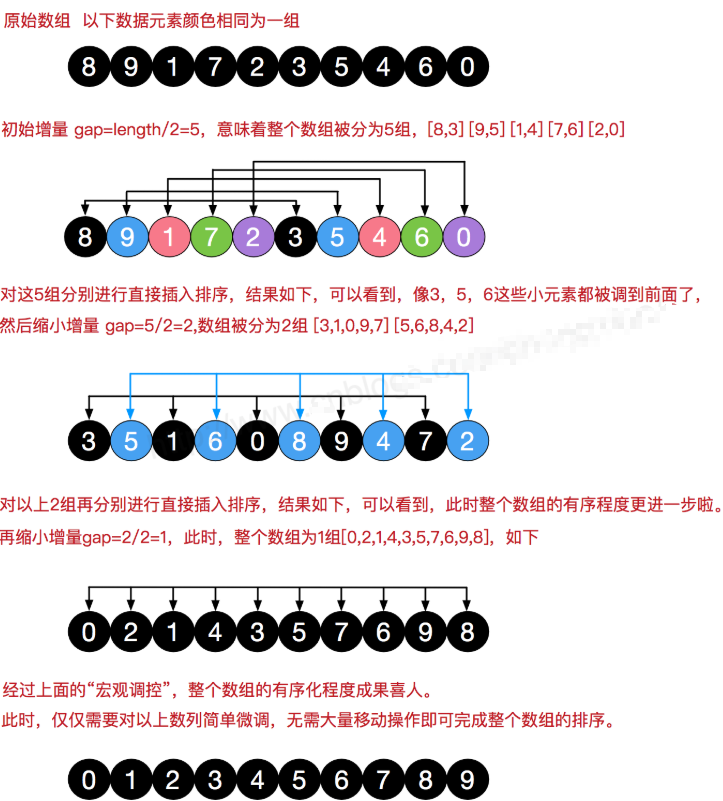 原始数组 以下数据元素颜色相同为一组
8 9 1 7 2 3 5 4 6 0
初始增量 gap=length/2=5，意味着整个数组被分为5组，[8,3][9,5][1,4][7,6][2,0]
8 9 1 7 2 3 5 4 6 0
对这5组分别进行直接插入排序，结果如下，可以看到，像3，5，6这些小元素都被调到前面了，
然后缩小增量 gap=5/2=2,数组被分为2组 [3,1,0,9,7][5,6,8,4,2]
3 5 1 6 0 8 9 4 7 2
对以上2组再分别进行直接插入排序，结果如下，可以看到，此时整个数组的有序程度更进一步啦。
再缩小增量gap=2/2=1，此时，整个数组为1组[0,2,1,4,3,5,7,6,9,8]，如下
0 2 1 4 3 5 7 6 9 8
经过上面的“宏观调控”，整个数组的有序化程度成果喜人。
此时，仅仅需要对以上数列简单微调，无需大量移动操作即可完成整个数组的排序。
0 1 2 3 4 5 6 7 8 9